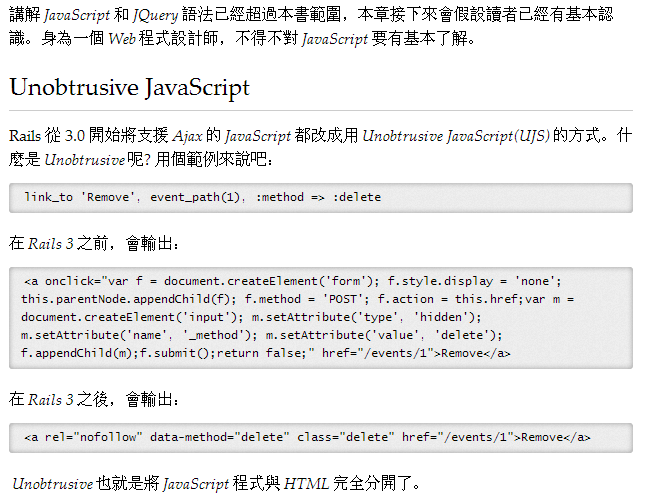 講解 JavaScript 和 JQuery 語法已經超過本書範圍，本章接下來會假設讀者已經有基本認
識。身為一個 Web 程式設計師，不得不對 JavaScript 要有基本了解。
Unobtrusive JavaScript
Rails 從 3.0 開始將支援 Ajax 的 JavaScript 都改成用 Unobtrusive JavaScript(UJS) 的方式。什
麼是 Unobtrusive 呢? 用個範例來說吧：
link_to 'Remove', event_path(1), :method => :delete
在 Rails 3 之前，會輸出：
<a onclick="var f = document.createElement('form'); f.style.display = 'none';
this.parentNode.appendChild(f); f.method = 'POST'; f.action = this.href;var m =
document.createElement('input'); m.setAttribute('type', 'hidden');
m.setAttribute('name', '_method'); m.setAttribute('value', 'delete');
f.appendChild(m);f.submit();return false;" href="/events/1">Remove</a>
在 Rails 3 之後，會輸出：
<a rel="nofollow" data-method="delete" class="delete" href="/events/1">Remove</a>
Unobtrusive 也就是將 JavaScript 程式與 HTML 完全分開了。